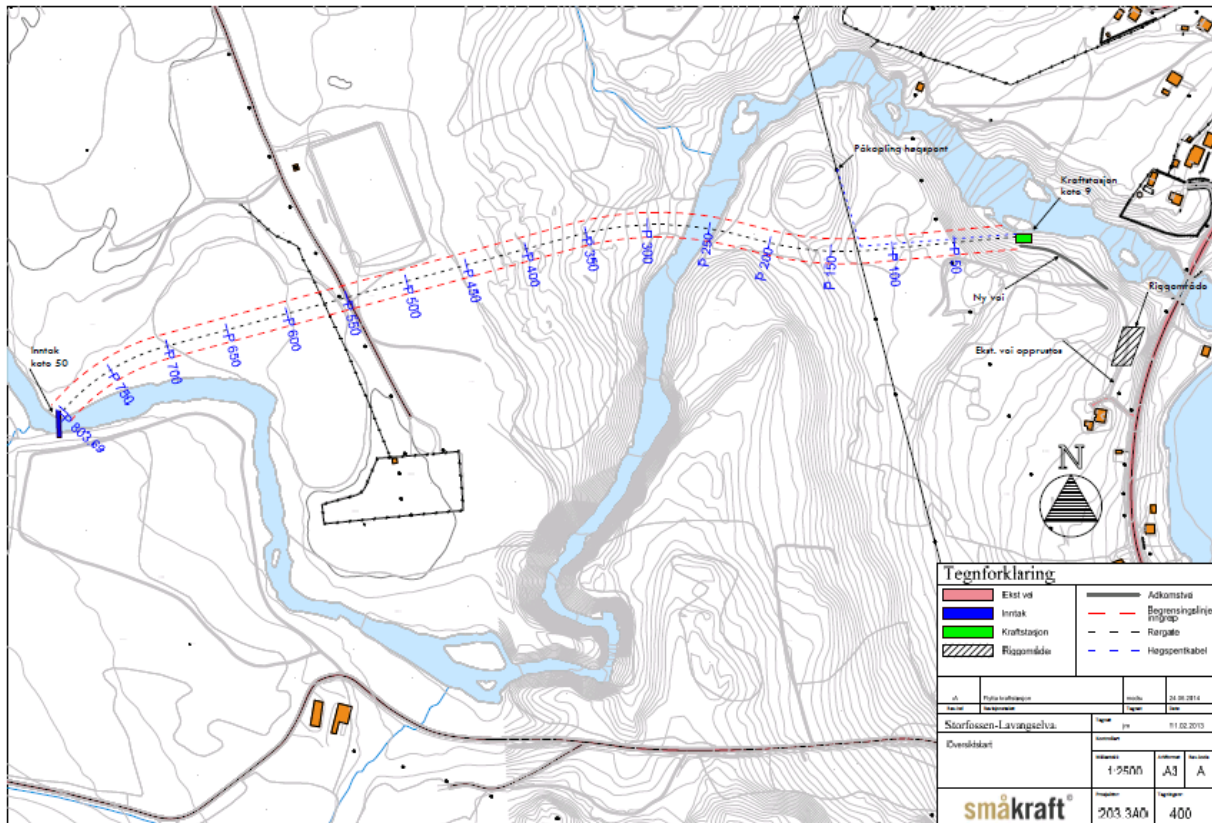 Påkopling høgspent
Kraftstasjon
kote 9
P 50
P 100
P 150
P 200
P 250
P 300
P 350
P 400
P 450
P 500
P 550
P 600
P 650
P 700
P 750
P 803.69
Inntak
kote 50
Ny vei
Riggområde
Ekst. vei opprustes
N
Tegnforklaring
Ekst vei
Inntak
Kraftstasjon
Riggområde
Adkomstvei
Begrensingslinje
inngrep
Rørgate
Høgspentkabel
A
Flytta kraftstasjon
24.06.2014
Storfossen-Lavangselva
Oversiktskart
11.02.2013
1:2500
A3
A
203.3A0
400
småkraft